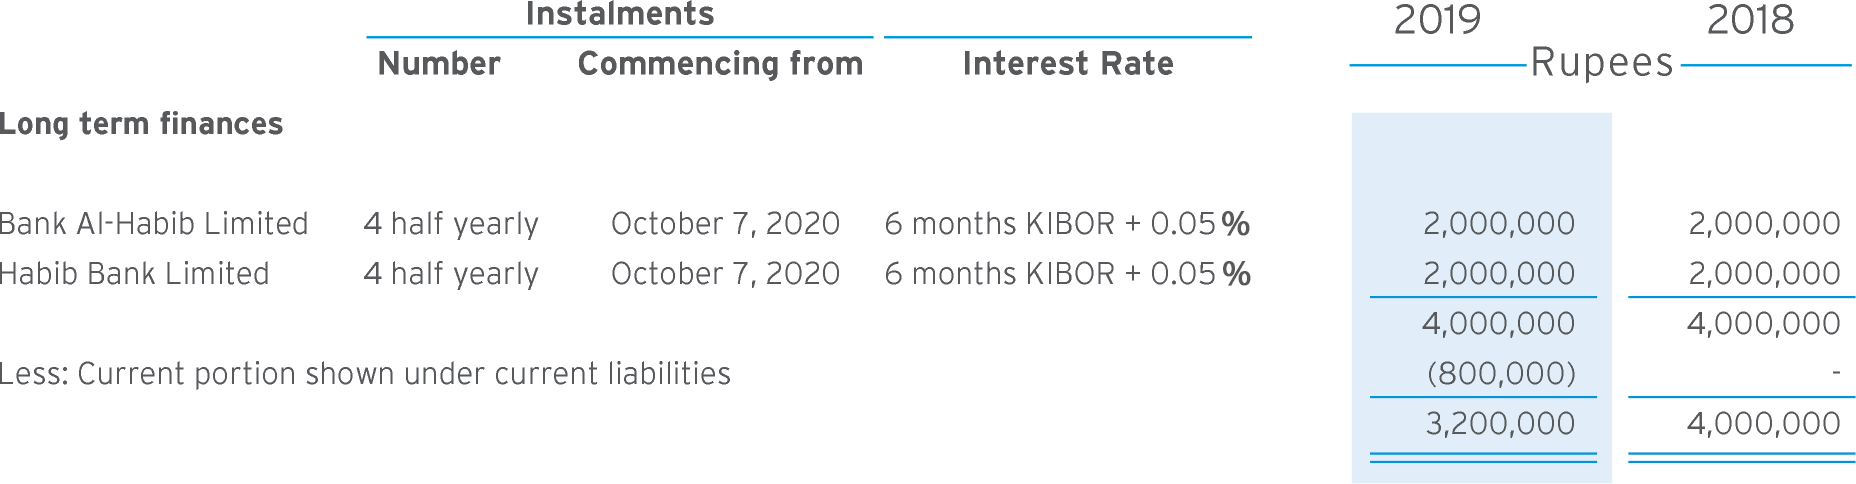 Instalments 2019 2018
Number Commencing from Interest Rate Rupees
Long term finances
Bank Al-Habib Limited 4 half yearly October 7, 2020 6 months KIBOR + 0.05 % 2,000,000 2,000,000
Habib Bank Limited 4 half yearly October 7, 2020 6 months KIBOR + 0.05 % 2,000,000 2,000,000
4,000,000 4,000,000
Less: Current portion shown under current liabilities (800,000) -
3,200,000 4,000,000